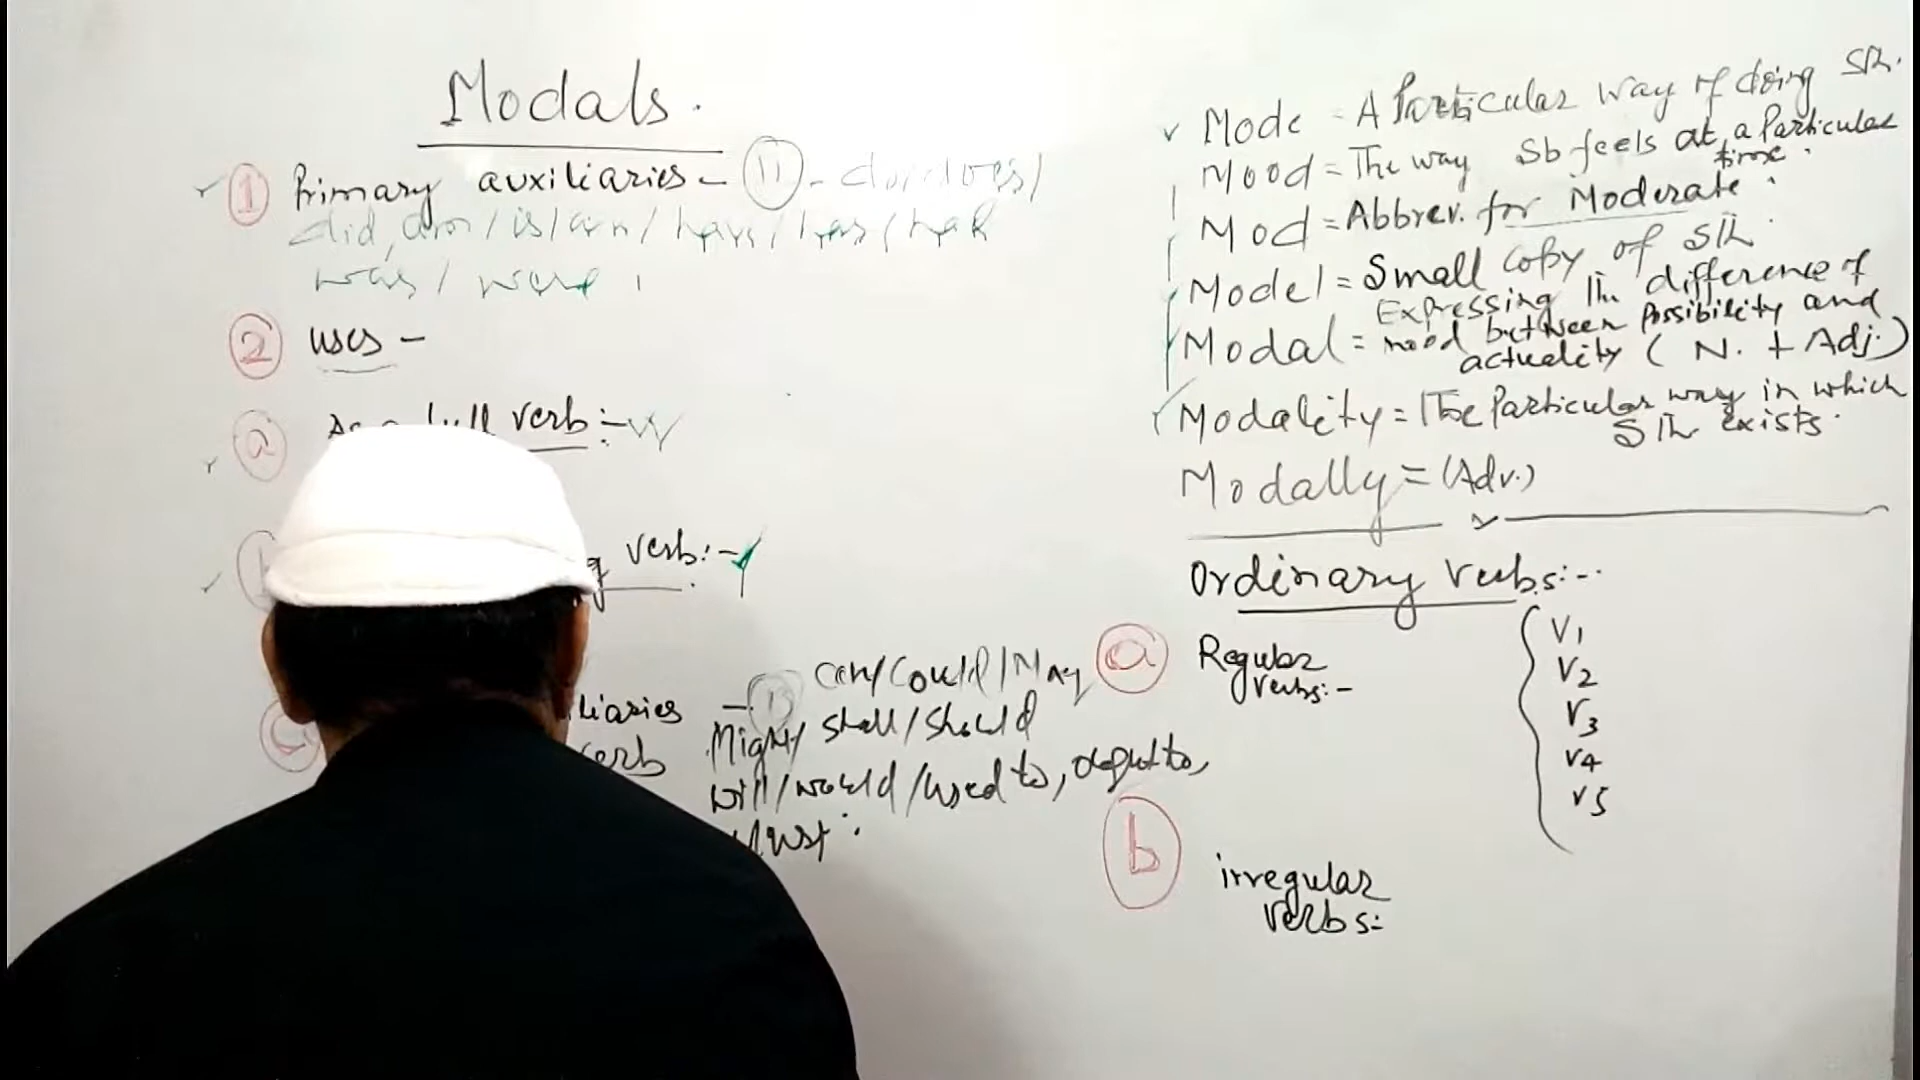 Modals.
1 Primary auxiliaries - 11 - do/does/
did, am/is/are/have/has/had
was/were
2 uses -
a As a full verb :-
b verb :-
c liaries - 13 can/could/May
verb Might/ shall/should
will/would/used to, ought to,
Must
Mode = A Particular way of doing Sth.
Mood = The way Sb feels at a Particular
time.
Mod = Abbrev. for Moderate.
Model = Small copy of Sth.
Expressing the difference of
Modal = mood between Possibility and
actuality ( N. + Adj.)
Modality = The Particular way in which
Sth exists.
Modally = (Adv.)
Ordinary Verbs :-
a Regular
Verbs :-
V1
V2
V3
V4
V5
b irregular
Verbs :-